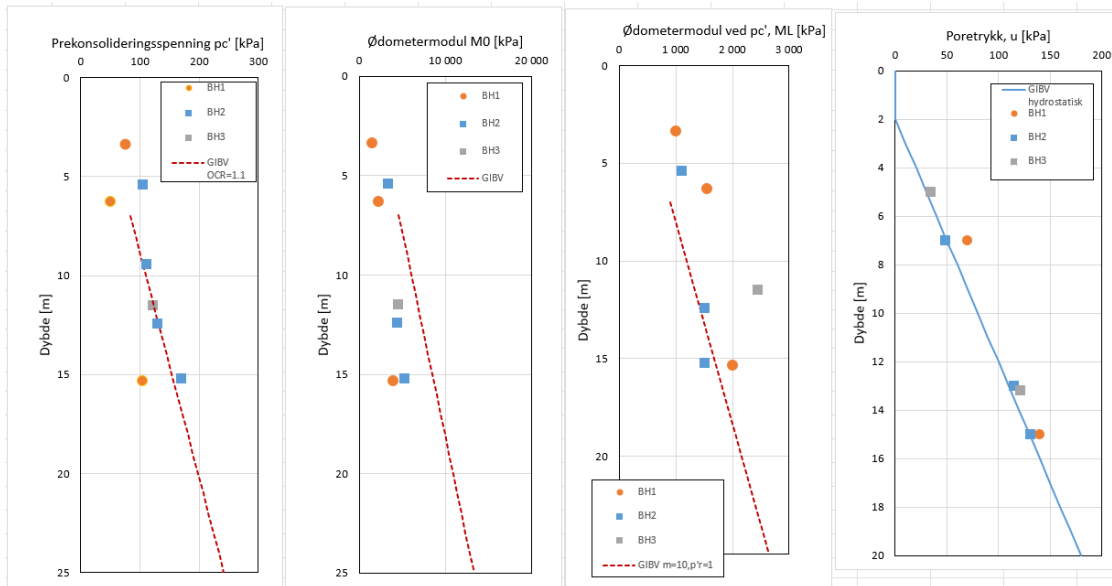 Prekonsolideringsspenning pc' [kPa]
0
100
200
300
0
5
10
15
20
25
Dybde [m]
BH1
BH2
BH3
GIBV
OCR=1.1
Ødometermodul M0 [kPa]
0
10 000
20 000
0
5
10
15
20
25
Dybde [m]
BH1
BH2
BH3
GIBV
Ødometermodul ved pc', ML [kPa]
0
1 000
2 000
3 000
0
5
10
15
20
Dybde [m]
BH1
BH2
BH3
GIBV m=10,p'r=1
Poretrykk, u [kPa]
0
50
100
150
200
0
2
4
6
8
10
12
14
16
18
20
Dybde [m]
GIBV
hydrostatisk
BH1
BH2
BH3